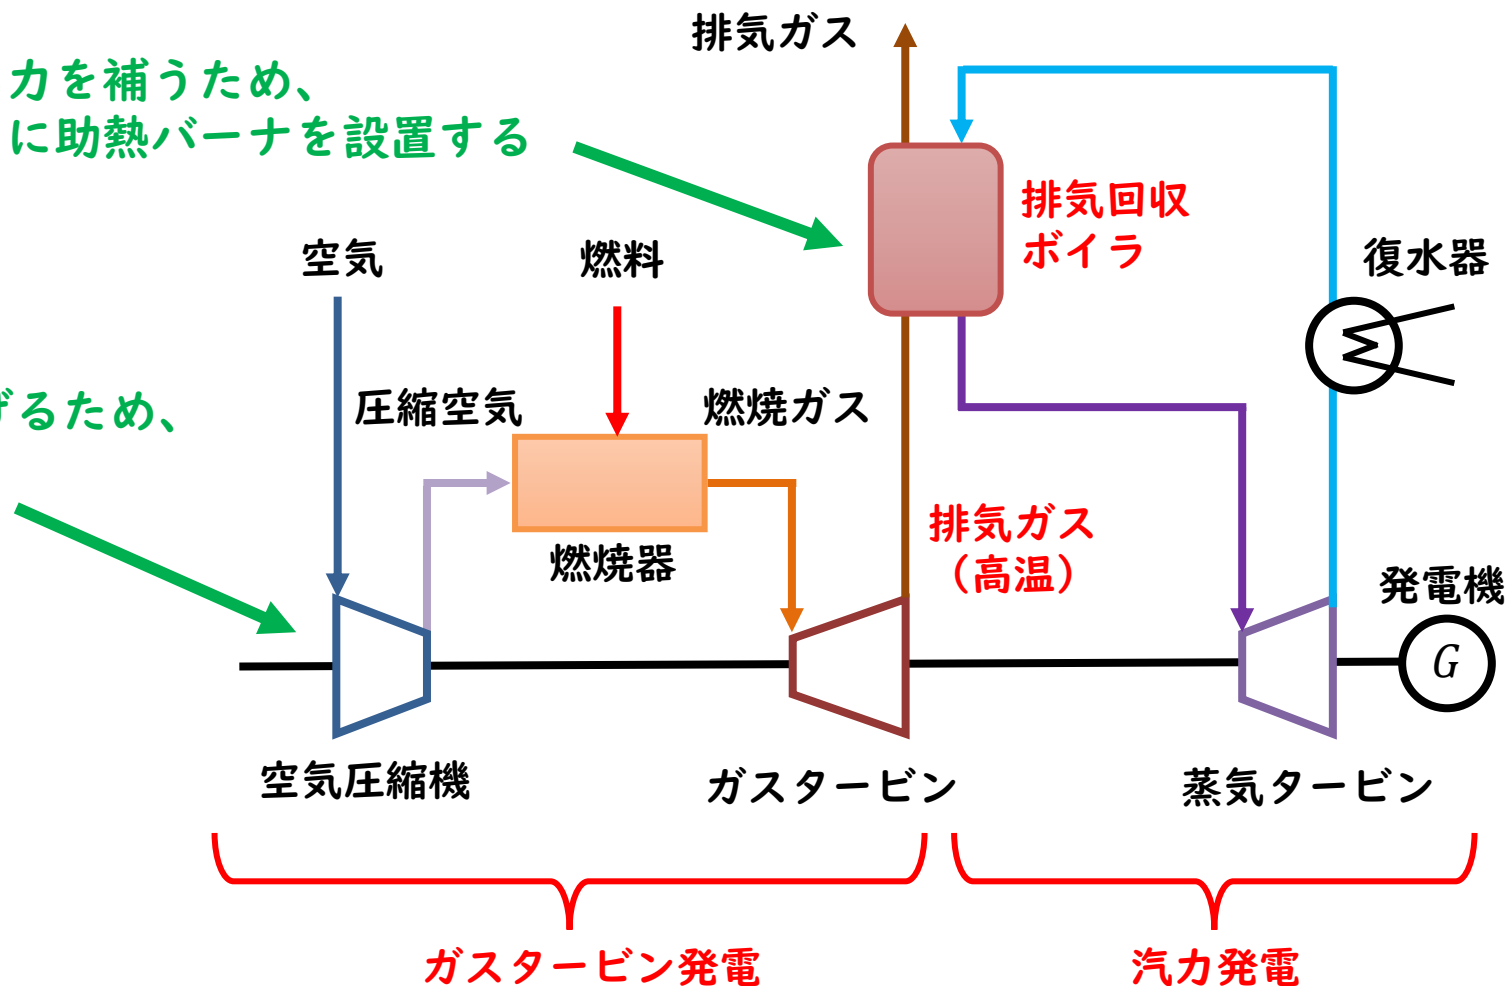 排気ガス
力を補うため、
に助熱バーナを設置する
排気回収
ボイラ
空気
燃料
復水器
げるため、
圧縮空気
燃焼ガス
排気ガス
（高温）
燃焼器
発電機
G
空気圧縮機
ガスタービン
蒸気タービン
ガスタービン発電
汽力発電